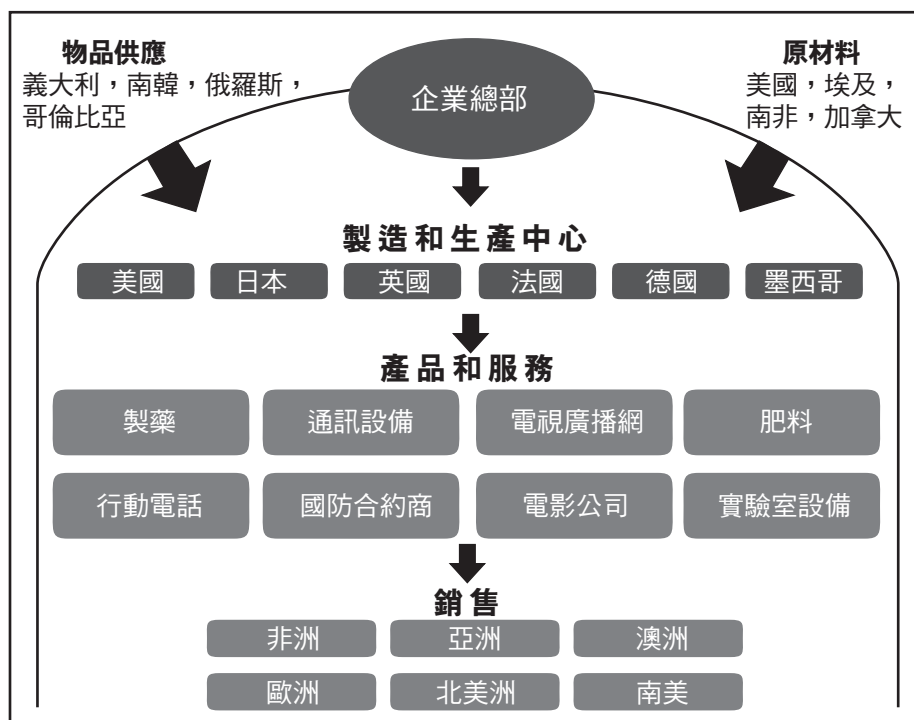 物品供應
義大利，南韓，俄羅斯，
哥倫比亞
企業總部
原材料
美國，埃及，
南非，加拿大
製造和生產中心
美國 日本 英國 法國 德國 墨西哥
產品和服務
製藥 通訊設備 電視廣播網 肥料
行動電話 國防合約商 電影公司 實驗室設備
銷售
非洲 亞洲 澳洲
歐洲 北美洲 南美